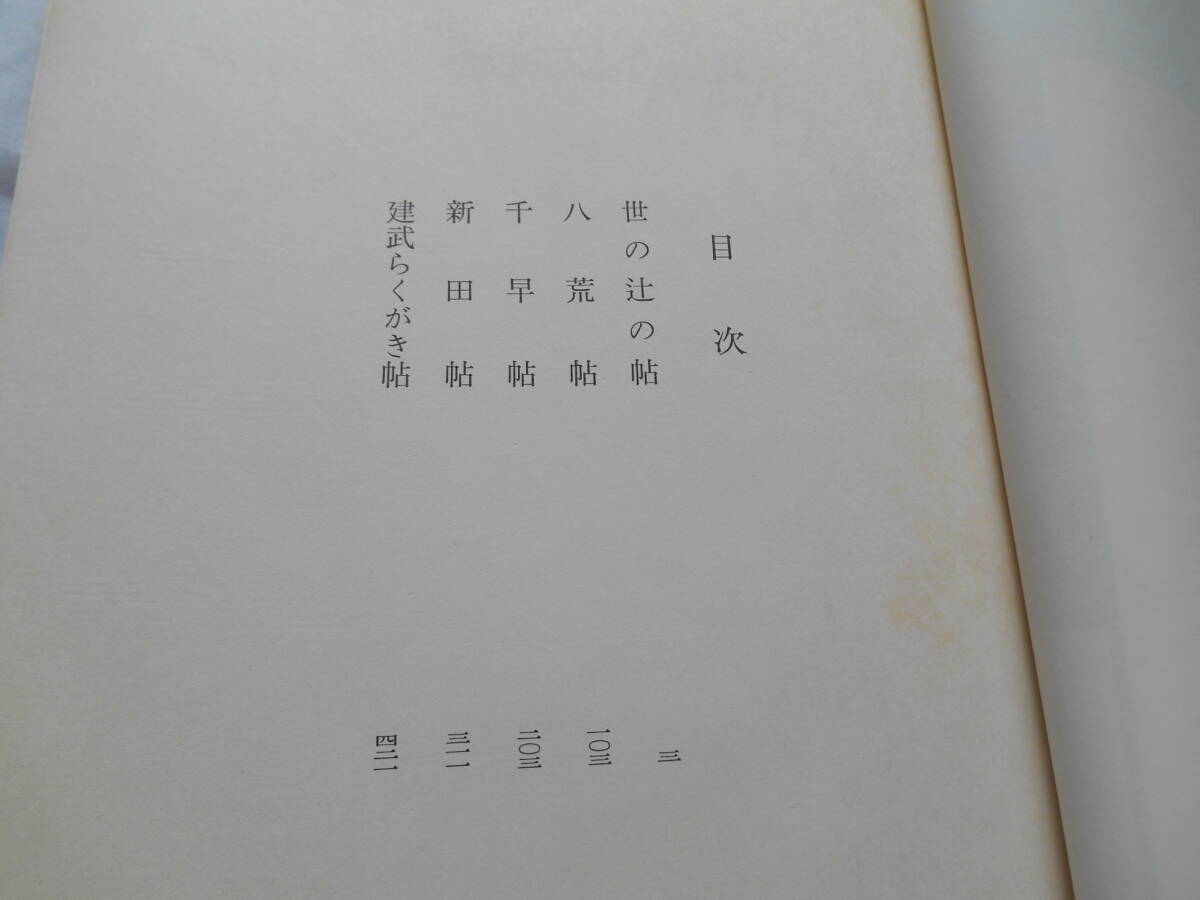 目次
世の辻の帖 三
八荒帖 一〇三
千早帖 二〇三
新田帖 三一一
建武らくがき帖 四二一